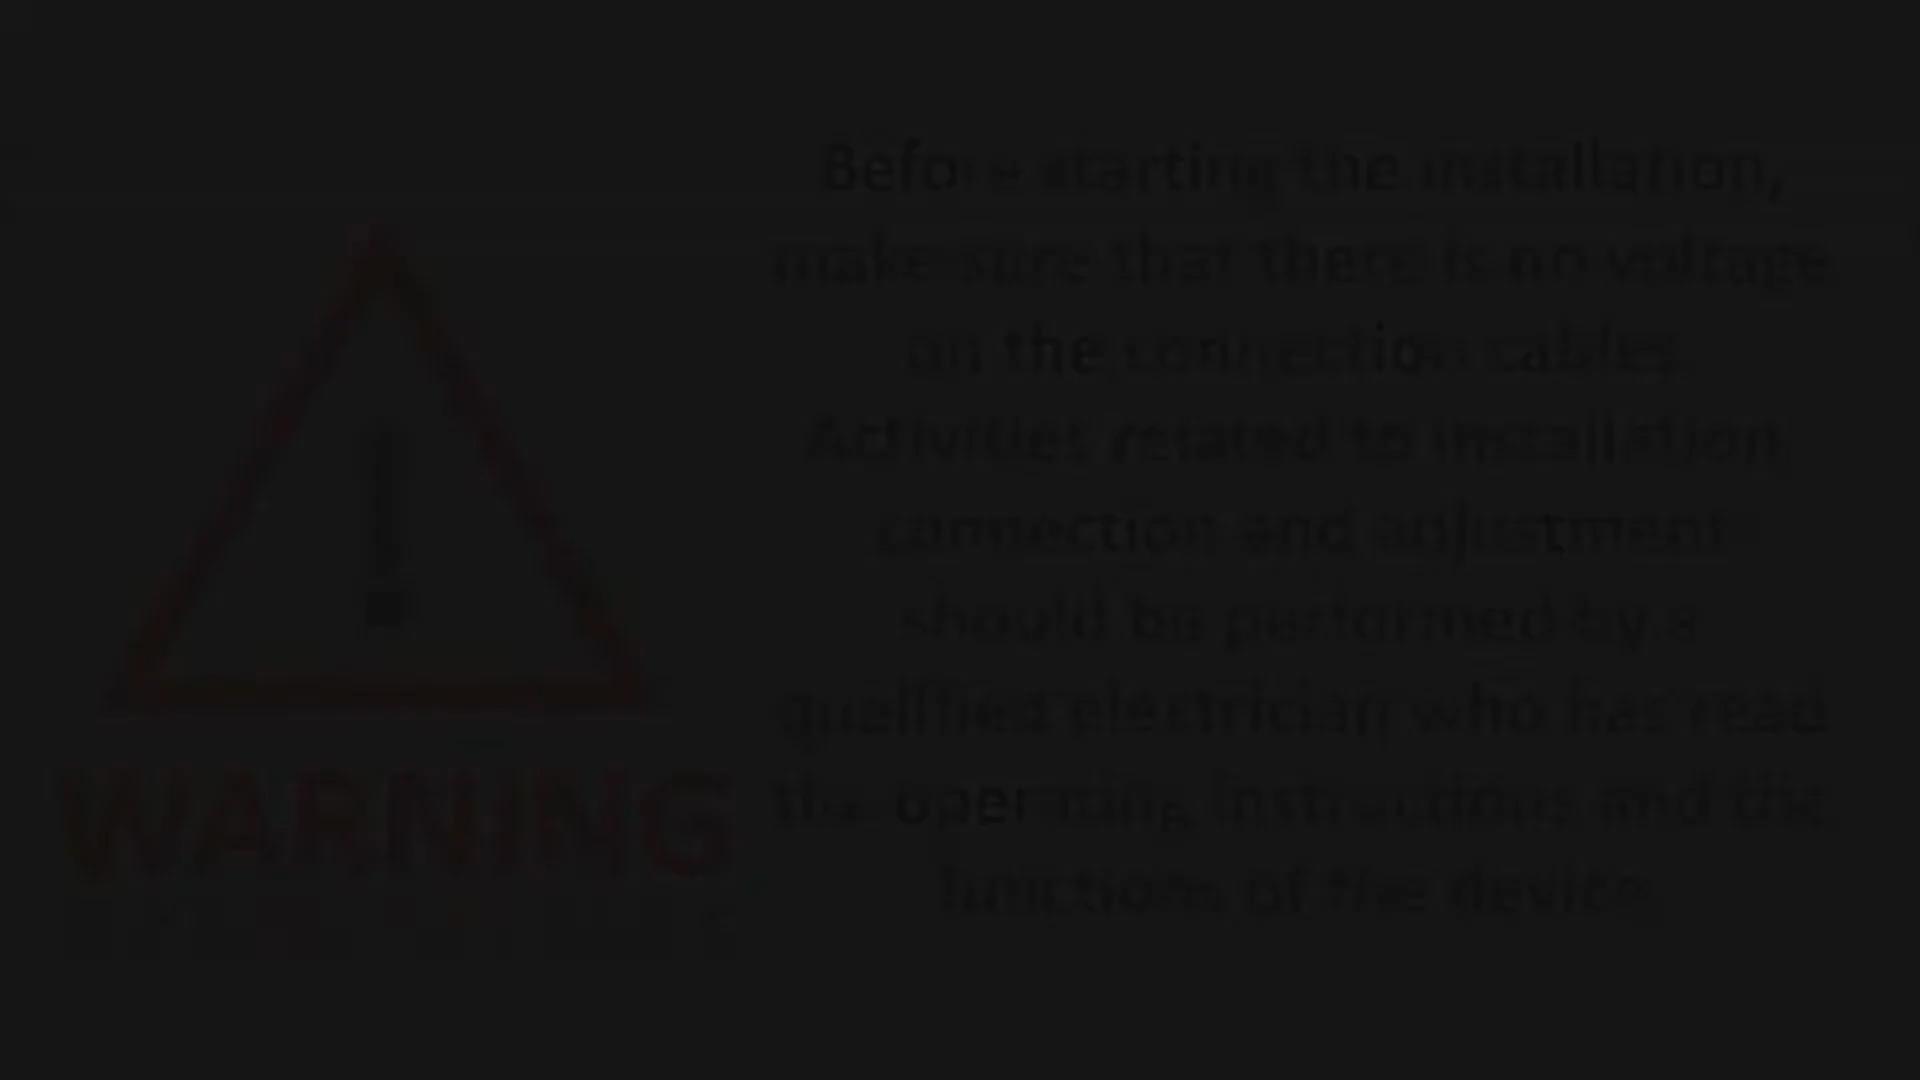 WARNING
Before starting the installation,
make sure that there is no voltage
on the connection cables.
Activities related to installation
connection and adjustment
should be performed by a
qualified electrician who has read
the operating instructions and the
functions of the device